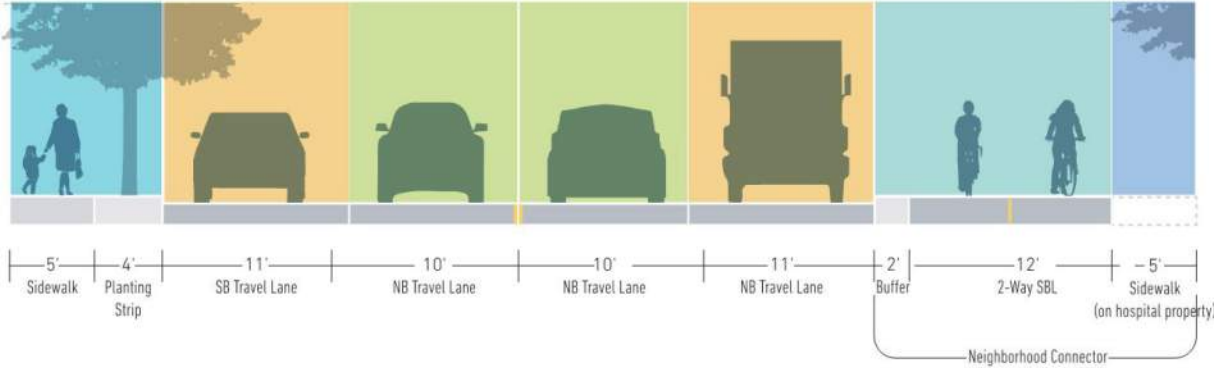 5'
Sidewalk
4'
Planting
Strip
11'
SB Travel Lane
10'
NB Travel Lane
10'
NB Travel Lane
11'
NB Travel Lane
2'
Buffer
12'
2-Way SBL
5'
Sidewalk
(on hospital property)
Neighborhood Connector